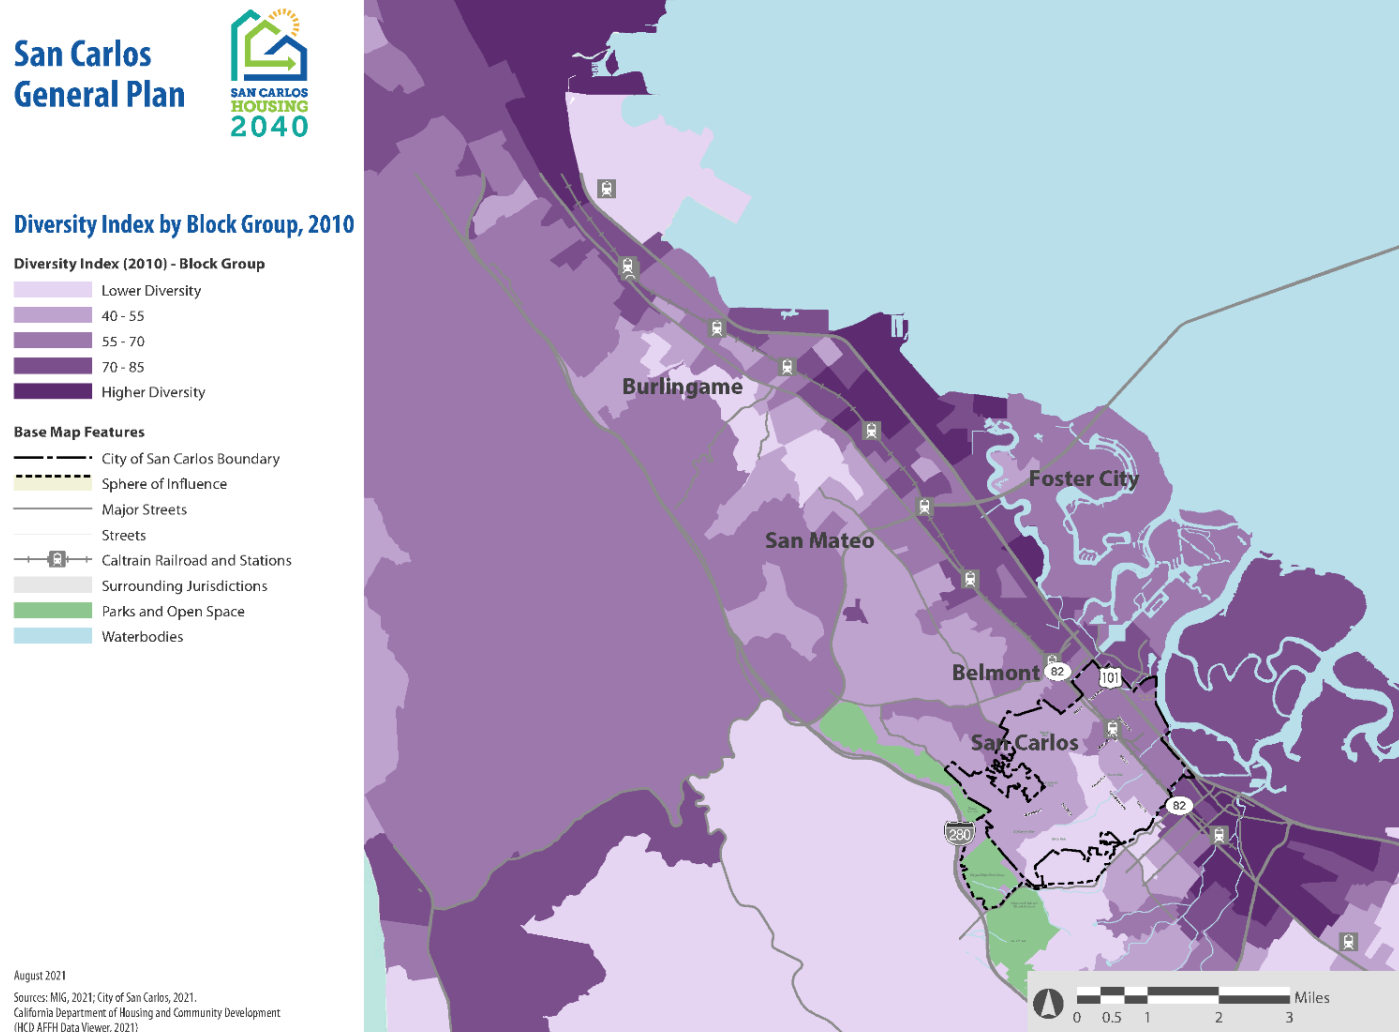 San Carlos
General Plan
SAN CARLOS
HOUSING
2040
Diversity Index by Block Group, 2010
Diversity Index (2010) - Block Group
Lower Diversity
40 - 55
55 - 70
70 - 85
Higher Diversity
Base Map Features
City of San Carlos Boundary
Sphere of Influence
Major Streets
Streets
Caltrain Railroad and Stations
Surrounding Jurisdictions
Parks and Open Space
Waterbodies
August 2021
Sources: MIG, 2021; City of San Carlos, 2021.
California Department of Housing and Community Development
(HCD AFFH Data Viewer, 2021)
Burlingame
Foster City
San Mateo
Belmont
82
101
San Carlos
82
280
Miles
0 0.5 1 2 3